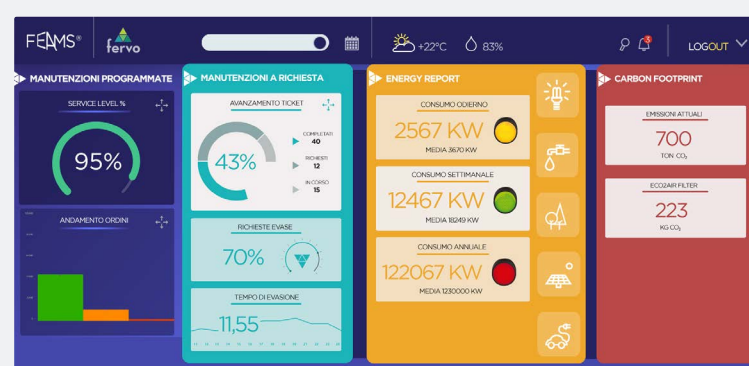 FEAMS®
fervo
+22°C
83%
3
LOGOUT
MANUTENZIONI PROGRAMMATE
SERVICE LEVEL %
95%
ANDAMENTO ORDINI
MANUTENZIONI A RICHIESTA
AVANZAMENTO TICKET
43%
COMPLETATI
40
RICHIESTI
12
IN CORSO
15
RICHIESTE EVASE
70%
TEMPO DI EVASIONE
11,55
ENERGY REPORT
CONSUMO ODIERNO
2567 KW
MEDIA 3670 KW
CONSUMO SETTIMANALE
12467 KW
MEDIA 18249 KW
CONSUMO ANNUALE
122067 KW
MEDIA 1230000 KW
CARBON FOOTPRINT
EMISSIONI ATTUALI
700
TON CO₂
ECO2AIR FILTER
223
KG CO₂